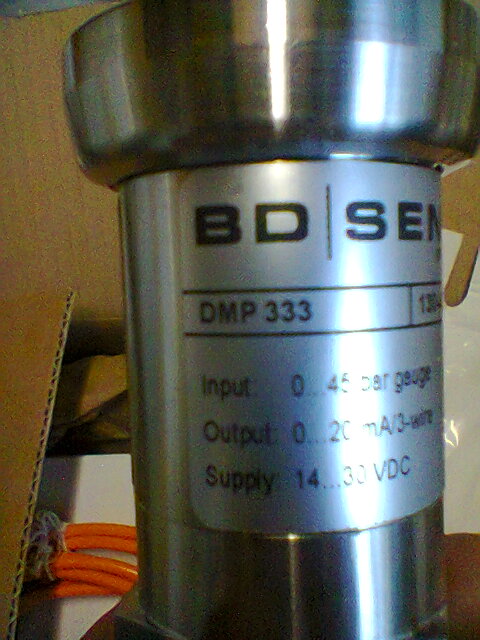 BD SEN
DMP 333
Input: 0...45 bar gauge
Output: 0...20 mA/3-wire
Supply: 14...30 VDC